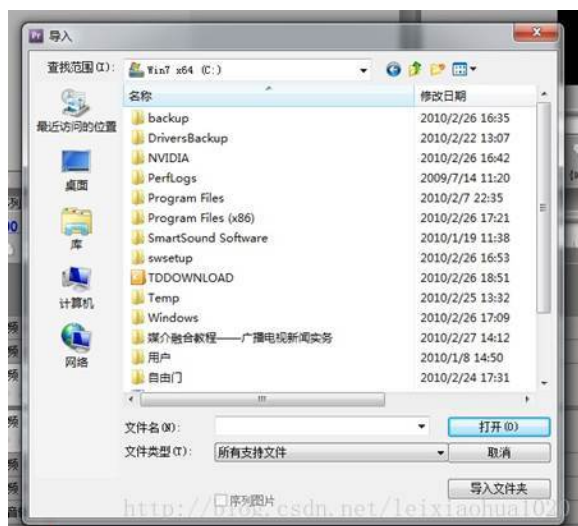 Pr 导入
查找范围(I): Win7 x64 (C:)
名称 修改日期
最近访问的位置
桌面
库
计算机
网络
backup 2010/2/26 16:35
DriversBackup 2010/2/22 13:07
NVIDIA 2010/2/26 16:42
PerfLogs 2009/7/14 11:20
Program Files 2010/2/7 22:35
Program Files (x86) 2010/2/26 17:21
SmartSound Software 2010/1/19 11:38
swsetup 2010/2/26 16:53
TDDOWNLOAD 2010/2/26 18:51
Temp 2010/2/25 13:32
Windows 2010/2/26 17:09
媒介融合教程——广播电视新闻实务 2010/2/27 14:12
用户 2010/1/8 14:50
自由门 2010/2/24 17:31
文件名(N): 打开(O)
文件类型(T): 所有支持文件 取消
序列图片 导入文件夹
http://blog.csdn.net/leixiaohua1020